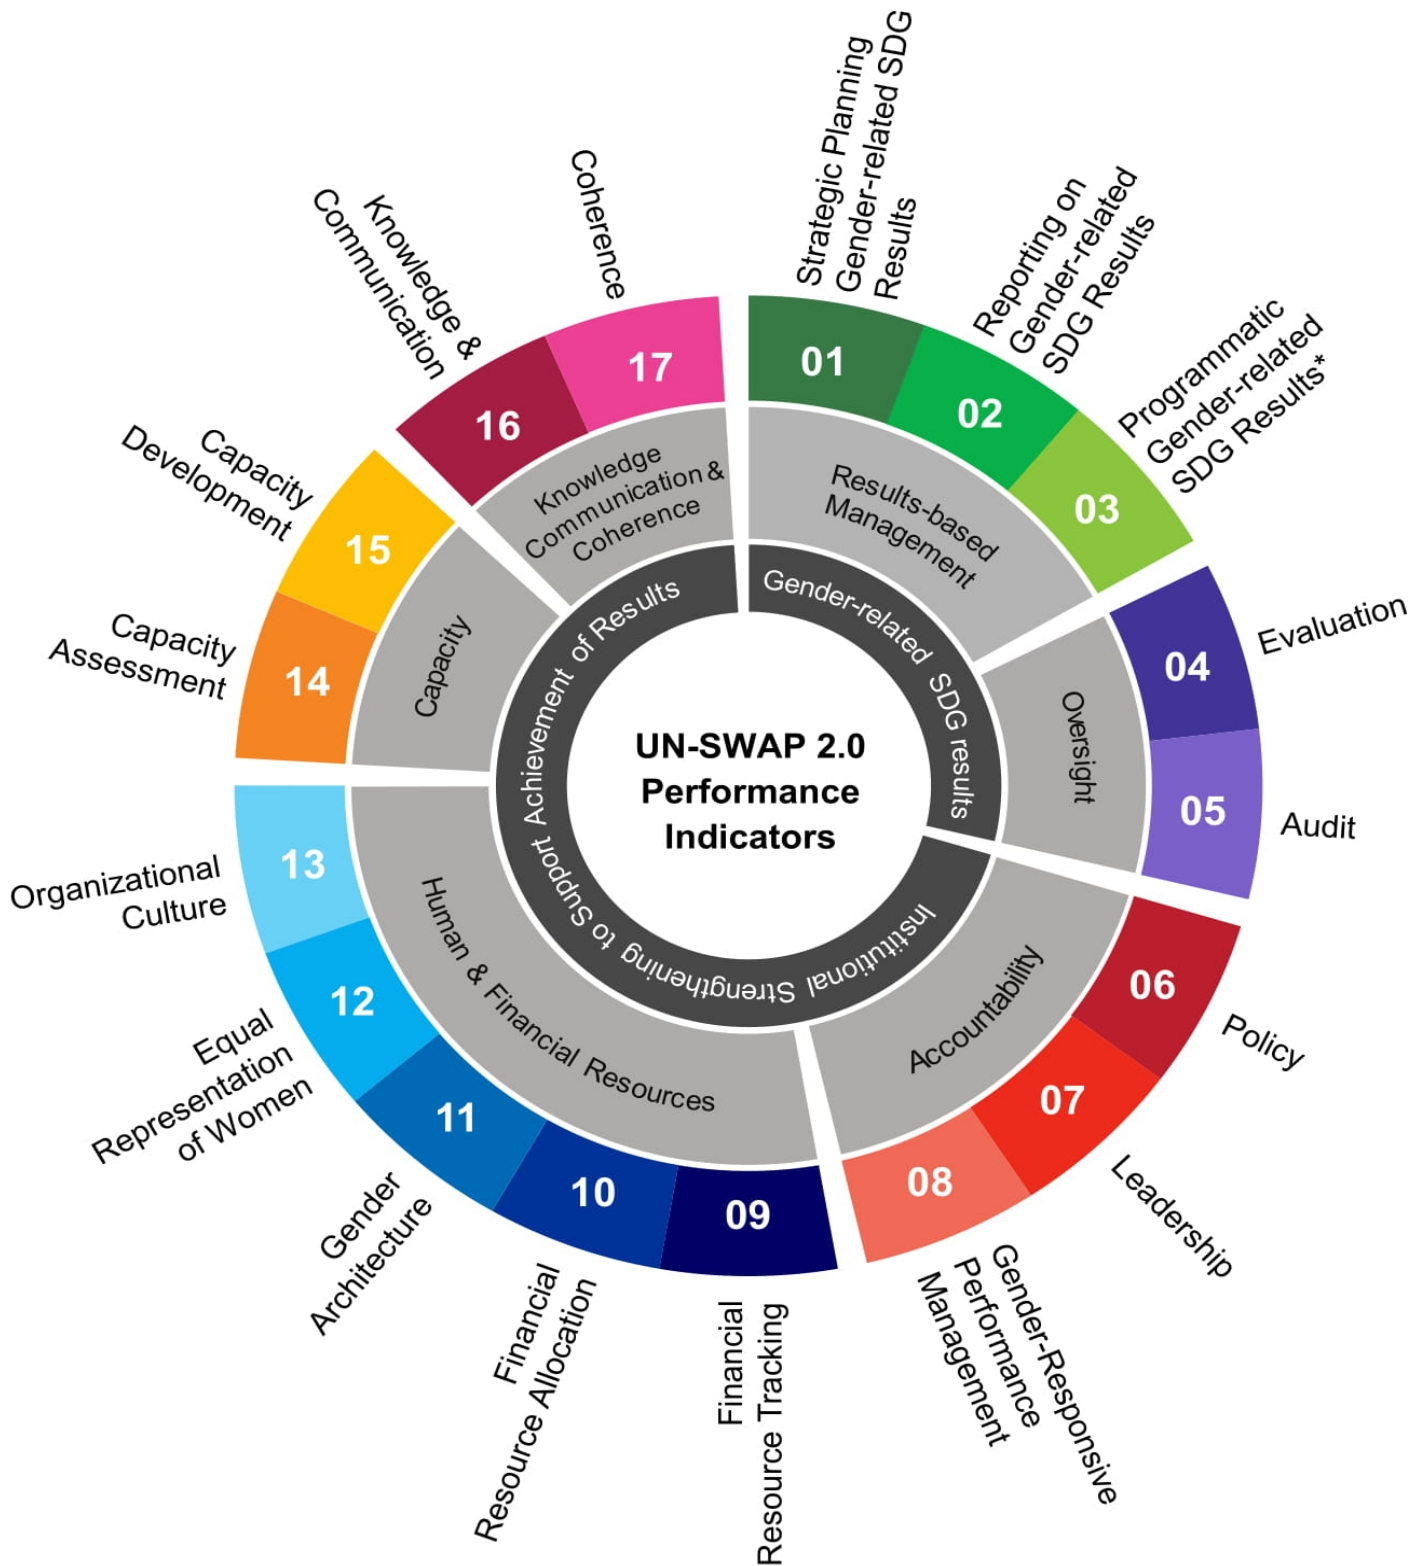 UN-SWAP 2.0
Performance
Indicators
Gender-related SDG results
Institutional Strengthening to Support Achievement of Results
Results-based
Management
Oversight
Accountability
Human & Financial Resources
Capacity
Knowledge
Communication &
Coherence
01
Strategic Planning
Gender-related SDG
Results
02
Reporting on
Gender-related
SDG Results
03
Programmatic
Gender-related
SDG Results*
04
Evaluation
05
Audit
06
Policy
07
Leadership
08
Gender-Responsive
Performance
Management
09
Financial
Resource Tracking
10
Financial
Resource Allocation
11
Gender
Architecture
12
Equal
Representation
of Women
13
Organizational
Culture
14
Capacity
Assessment
15
Capacity
Development
16
Knowledge &
Communication
17
Coherence